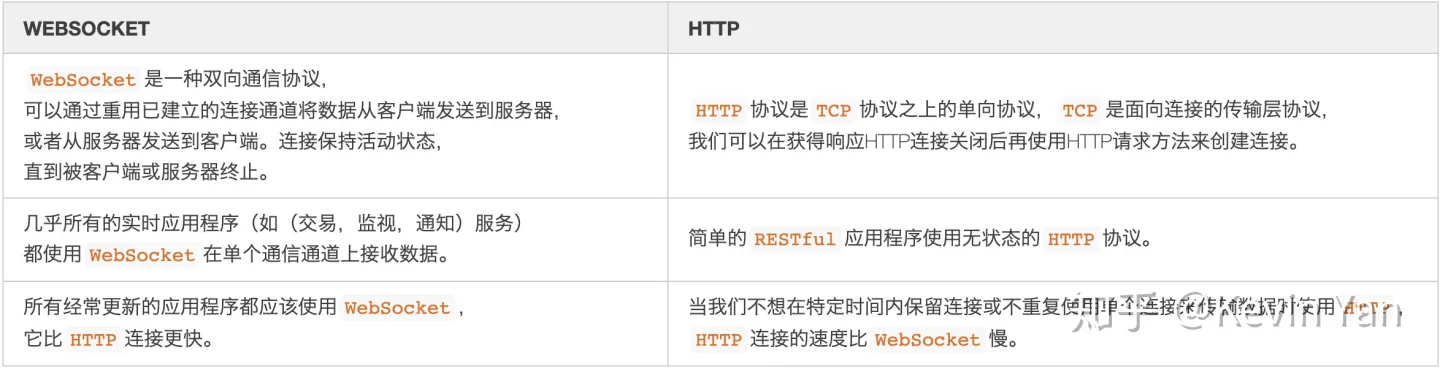 WEBSOCKET
HTTP
WebSocket 是一种双向通信协议,
可以通过重用已建立的连接通道将数据从客户端发送到服务器,
或者从服务器发送到客户端。连接保持活动状态,
直到被客户端或服务器终止。
HTTP 协议是 TCP 协议之上的单向协议, TCP 是面向连接的传输层协议,
我们可以在获得响应HTTP连接关闭后再使用HTTP请求方法来创建连接。
几乎所有的实时应用程序(如(交易,监视,通知)服务)
都使用 WebSocket 在单个通信通道上接收数据。
简单的 RESTful 应用程序使用无状态的 HTTP 协议。
所有经常更新的应用程序都应该使用 WebSocket ,
它比 HTTP 连接更快。
当我们不想在特定时间内保留连接或不重复使用单个连接来传输数据时使用 HTTP ,
HTTP 连接的速度比 WebSocket 慢。
知乎 @Kevin Yan